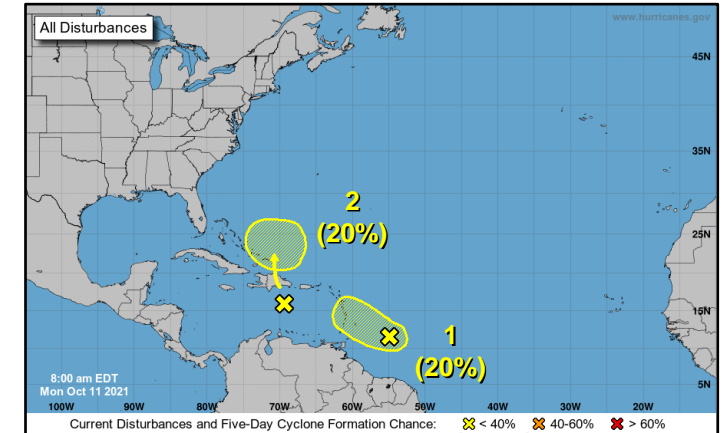 All Disturbances
www.hurricanes.gov
45N
35N
2
(20%)
25N
15N
1
(20%)
8:00 am EDT
Mon Oct 11 2021
5N
100W 90W 80W 70W 60W 50W 40W 30W 20W
Current Disturbances and Five-Day Cyclone Formation Chance: < 40% 40-60% > 60%